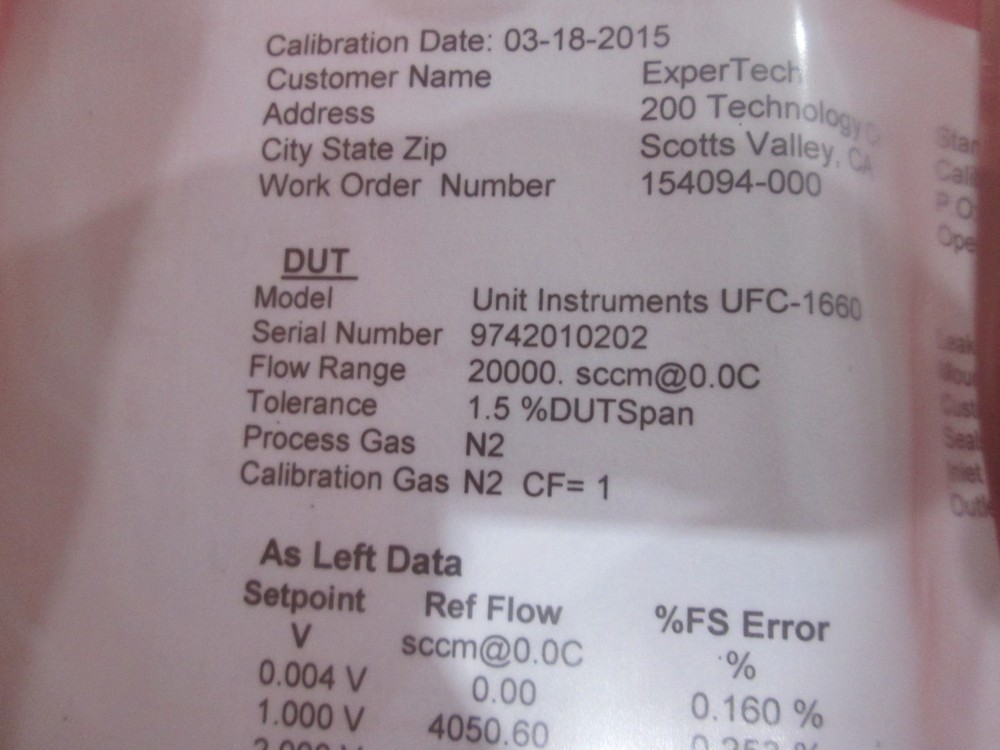 Calibration Date: 03-18-2015
Customer Name ExperTech
Address 200 Technology
City State Zip Scotts Valley, CA
Work Order Number 154094-000
DUT
Model Unit Instruments UFC-1660
Serial Number 9742010202
Flow Range 20000. sccm@0.0C
Tolerance 1.5 %DUTSpan
Process Gas N2
Calibration Gas N2 CF= 1
As Left Data
Setpoint Ref Flow %FS Error
V sccm@0.0C %
0.004 V 0.00 0.160 %
1.000 V 4050.60